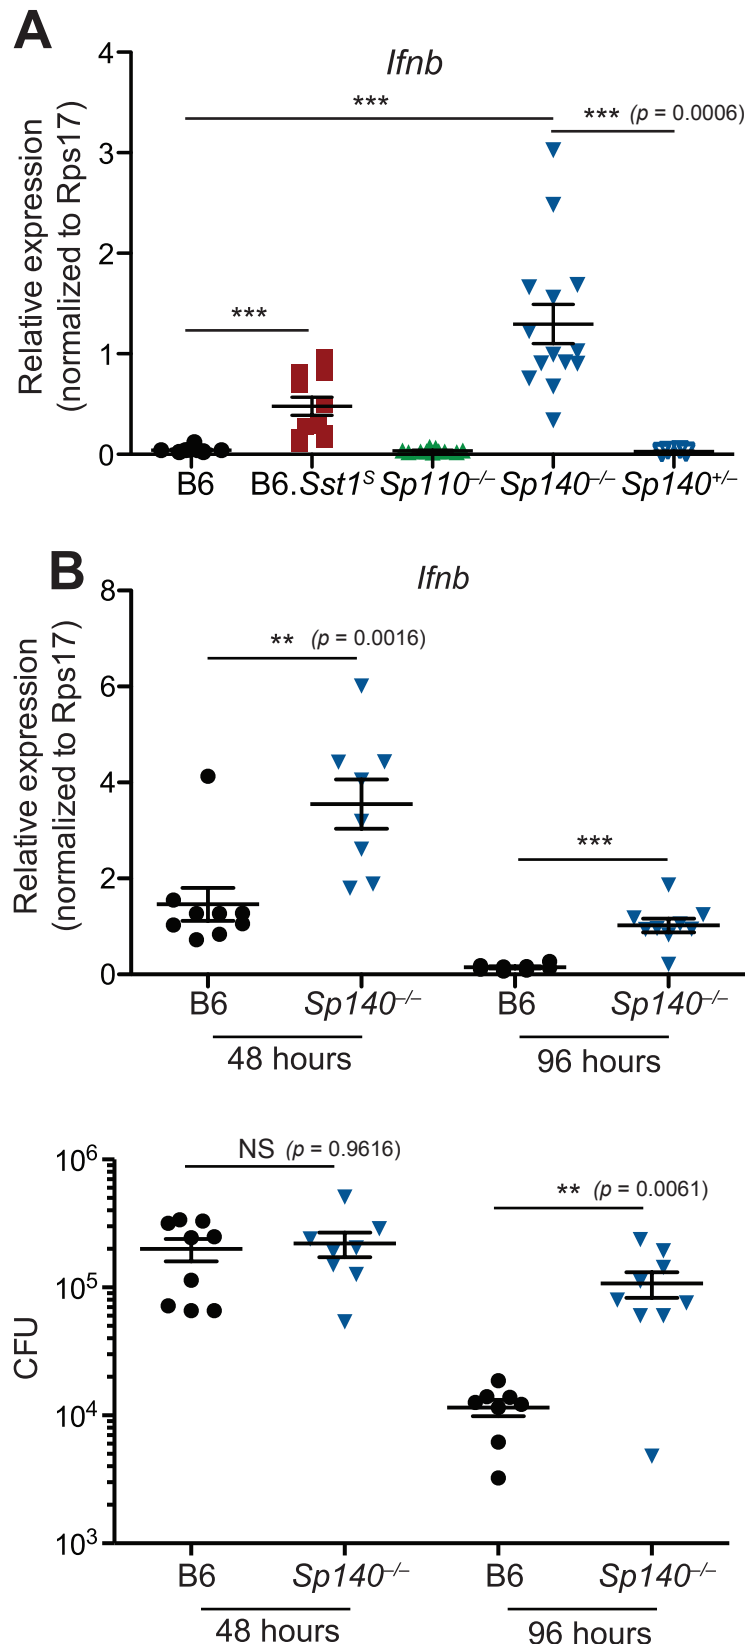 A
Ifnb
4
3
2
1
0
Relative expression
(normalized to Rps17)
***
*** (p = 0.0006)
***
B6 B6.Sst1ˢ Sp110⁻/⁻ Sp140⁻/⁻ Sp140⁺/⁻
B
Ifnb
8
6
4
2
0
Relative expression
(normalized to Rps17)
** (p = 0.0016)
***
B6 Sp140⁻/⁻ B6 Sp140⁻/⁻
48 hours 96 hours
10⁶
10⁵
10⁴
10³
CFU
NS (p = 0.9616)
** (p = 0.0061)
B6 Sp140⁻/⁻ B6 Sp140⁻/⁻
48 hours 96 hours